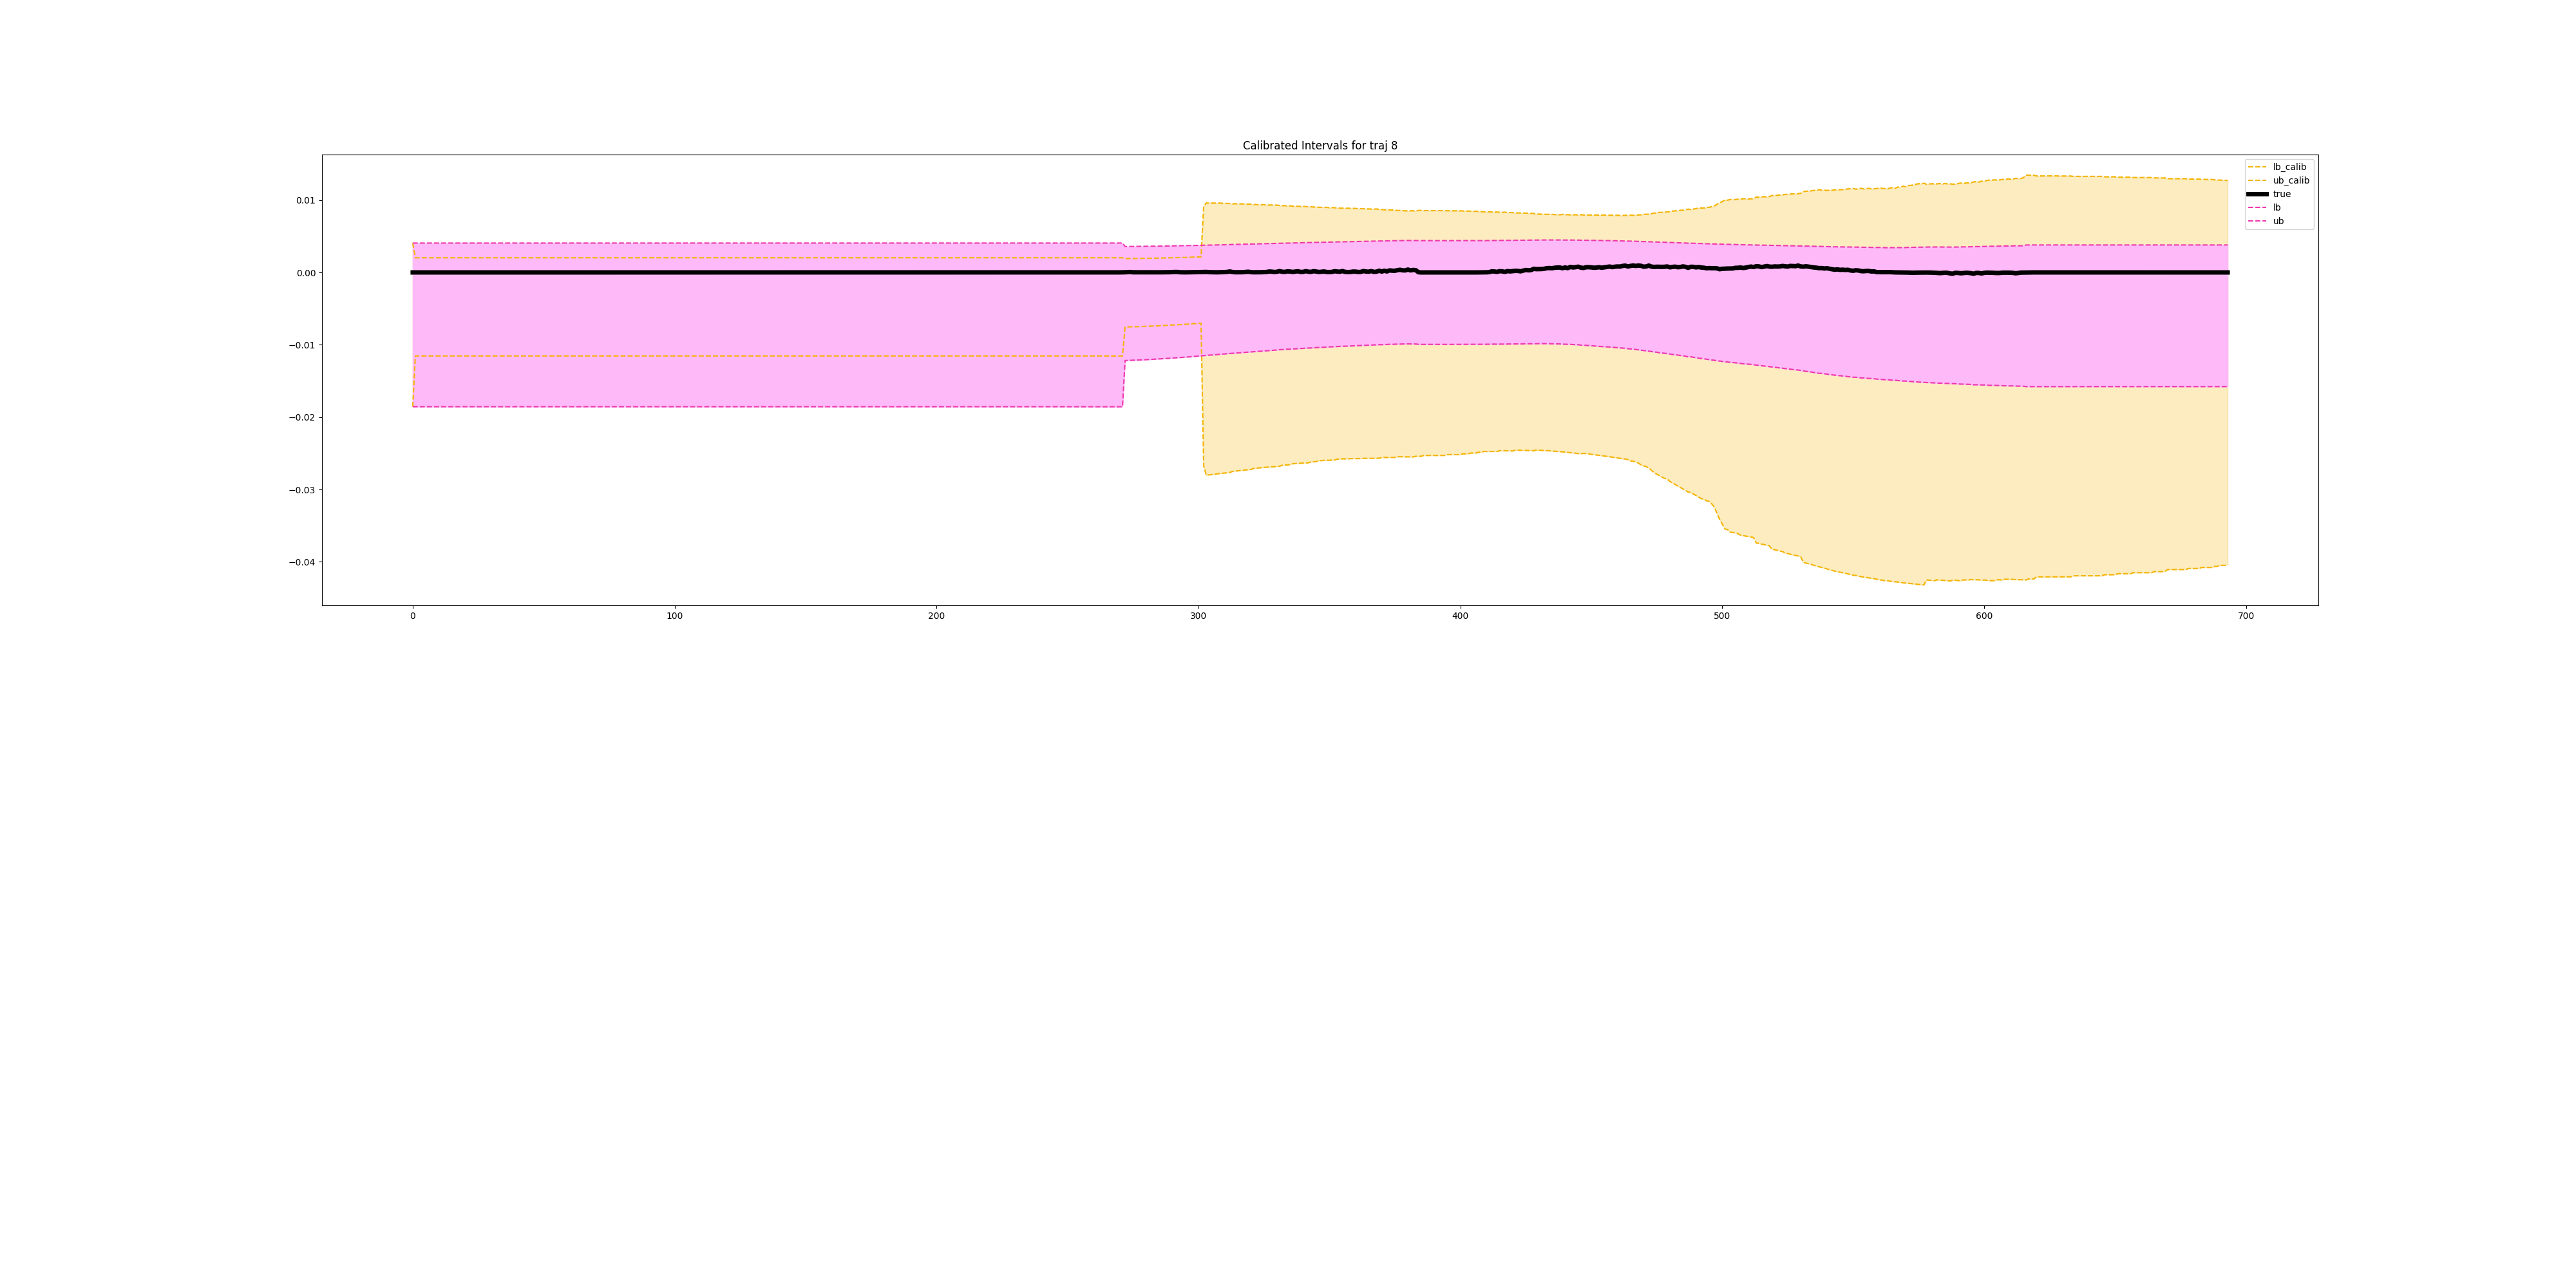 Calibrated Intervals for traj 8
lb_calib
ub_calib
true
lb
ub
0.01
0.00
−0.01
−0.02
−0.03
−0.04
0 100 200 300 400 500 600 700